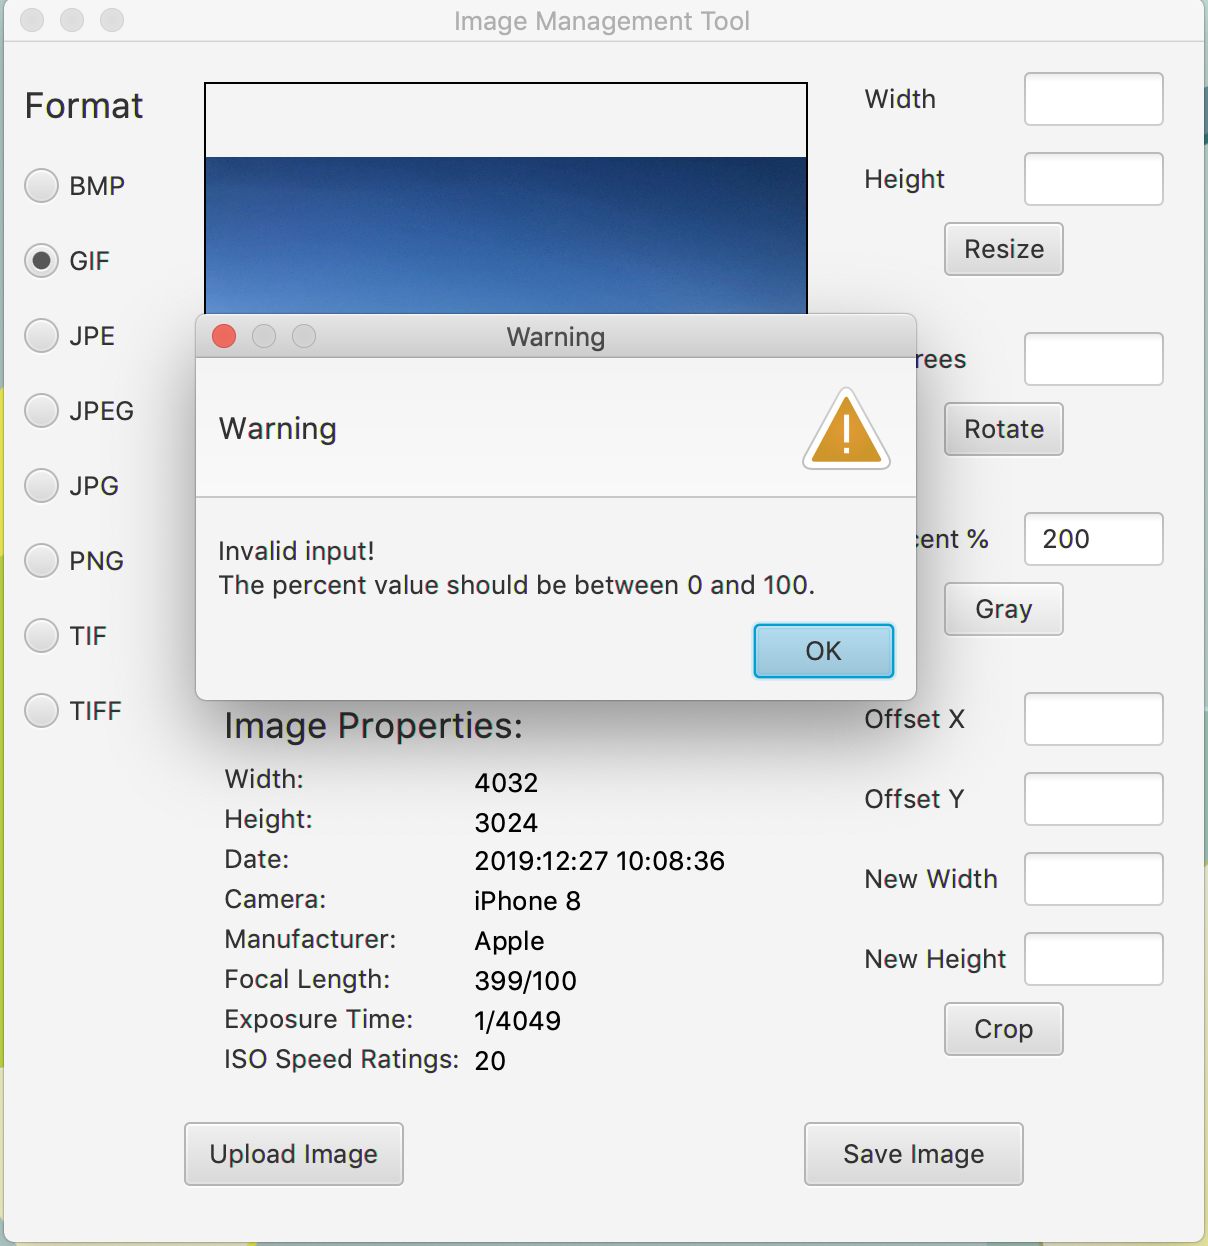 Image Management Tool
Format
BMP
GIF
JPE
JPEG
JPG
PNG
TIF
TIFF
Width
Height
Resize
Rotate
%
200
Gray
Warning
Warning
Invalid input!
The percent value should be between 0 and 100.
OK
Image Properties:
Width: 4032
Height: 3024
Date: 2019:12:27 10:08:36
Camera: iPhone 8
Manufacturer: Apple
Focal Length: 399/100
Exposure Time: 1/4049
ISO Speed Ratings: 20
Offset X
Offset Y
New Width
New Height
Crop
Upload Image
Save Image